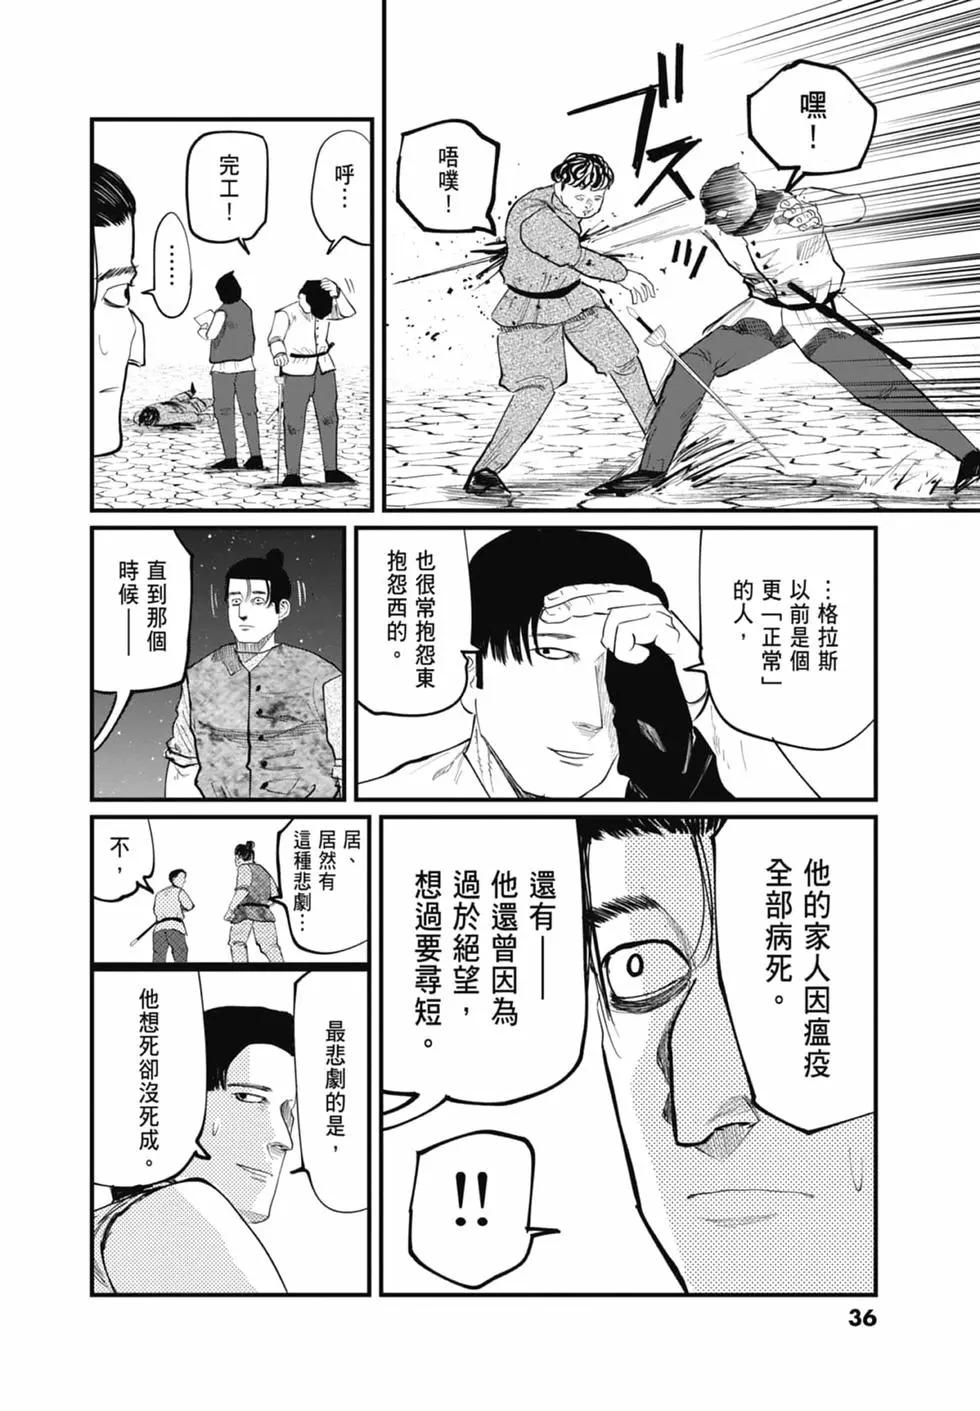 嘿！
ズズッ
唔噗！
呼…
完工！
……
…格拉斯
以前是個
更「正常」
的人，
也很常抱怨東
抱怨西的。
直到那個
時候——
他的家人因瘟疫
全部病死。
還有——
他還曾因為
過於絕望，
想過要尋短。
!!
居、
居然有
這種悲劇…
不，
最悲劇的是，
他想死卻沒死成。
36